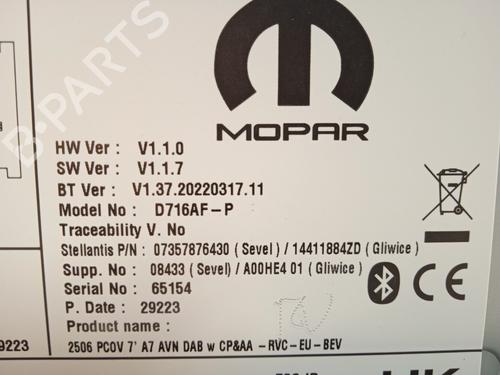 MOPAR
HW Ver : V1.1.0
SW Ver : V1.1.7
BT Ver : V1.37.20220317.11
Model No : D716AF-P
Traceability V. No
Stellantis P/N : 07357876430 (Sevel) / 14411884ZD (Gliwice)
Supp. No : 08433 (Sevel) / A00HE4 01 (Gliwice)
Serial No : 65154
P. Date : 29223
Product name :
2506 PCOV 7' A7 AVN DAB w CP&AA -RVC-EU-BEV
9223
CE
B-PARTS